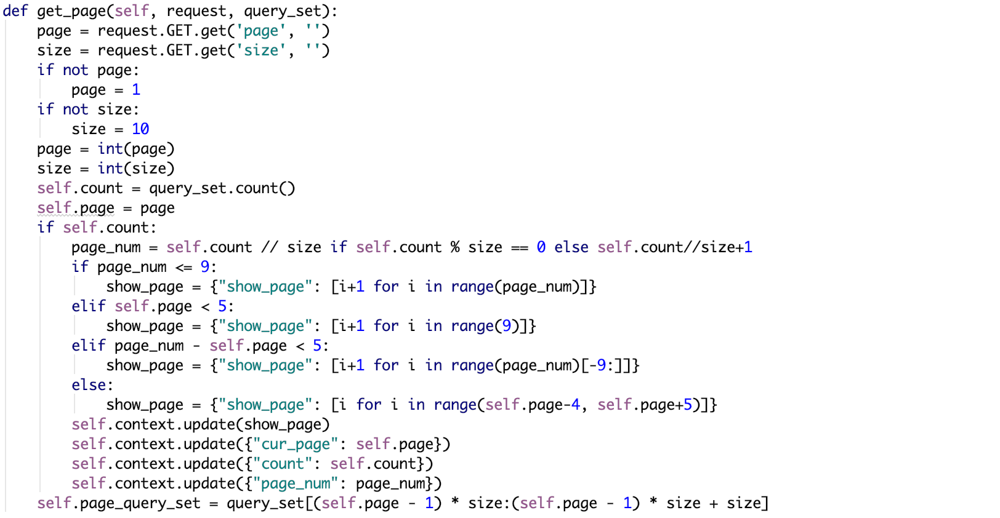 def get_page(self, request, query_set):
    page = request.GET.get('page', '')
    size = request.GET.get('size', '')
    if not page:
        page = 1
    if not size:
        size = 10
    page = int(page)
    size = int(size)
    self.count = query_set.count()
    self.page = page
    if self.count:
        page_num = self.count // size if self.count % size == 0 else self.count//size+1
        if page_num <= 9:
            show_page = {"show_page": [i+1 for i in range(page_num)]}
        elif self.page < 5:
            show_page = {"show_page": [i+1 for i in range(9)]}
        elif page_num - self.page < 5:
            show_page = {"show_page": [i+1 for i in range(page_num)[-9:]]}
        else:
            show_page = {"show_page": [i for i in range(self.page-4, self.page+5)]}
        self.context.update(show_page)
        self.context.update({"cur_page": self.page})
        self.context.update({"count": self.count})
        self.context.update({"page_num": page_num})
    self.page_query_set = query_set[(self.page - 1) * size:(self.page - 1) * size + size]